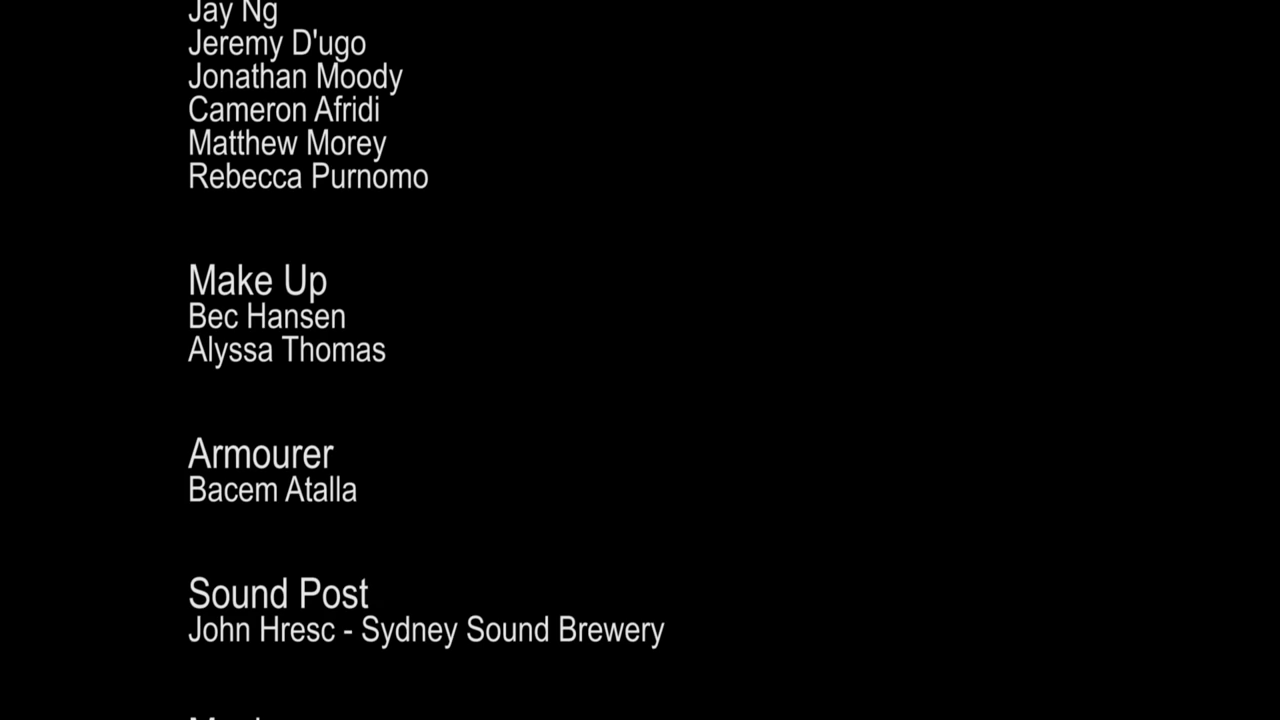 Jay Ng
Jeremy D'ugo
Jonathan Moody
Cameron Afridi
Matthew Morey
Rebecca Purnomo
Make Up
Bec Hansen
Alyssa Thomas
Armourer
Bacem Atalla
Sound Post
John Hresc - Sydney Sound Brewery